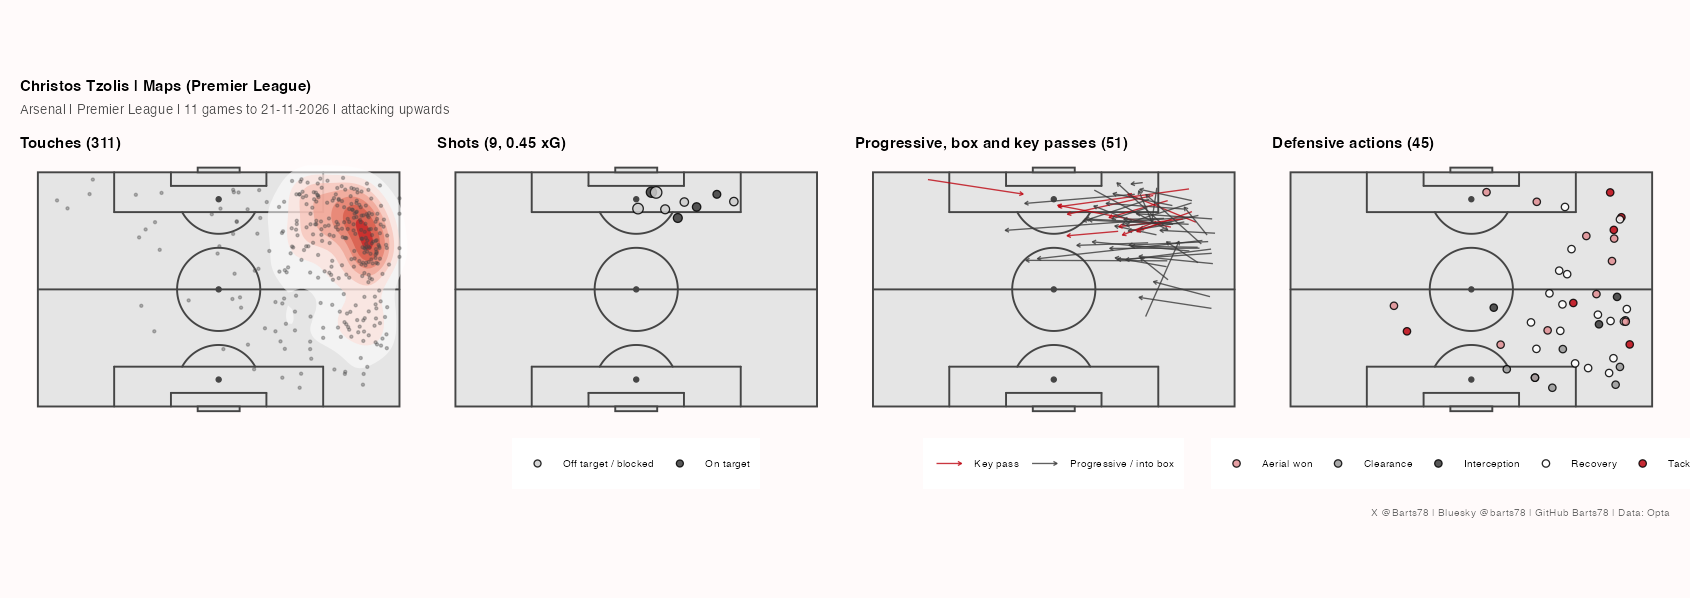 Christos Tzolis | Maps (Premier League)
Arsenal | Premier League | 11 games to 21-11-2026 | attacking upwards
Touches (311)
Shots (9, 0.45 xG)
Progressive, box and key passes (51)
Defensive actions (45)
Off target / blocked
On target
Key pass
Progressive / into box
Aerial won
Clearance
Interception
Recovery
Tack
X @Barts78 | Bluesky @barts78 | GitHub Barts78 | Data: Opta